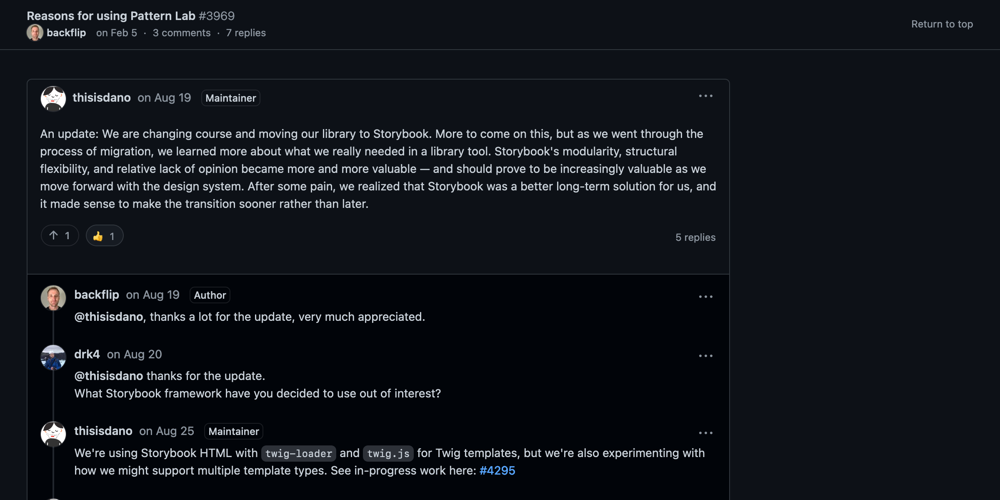 Reasons for using Pattern Lab #3969
backflip on Feb 5 · 3 comments · 7 replies
Return to top
thisisdano on Aug 19 Maintainer
An update: We are changing course and moving our library to Storybook. More to come on this, but as we went through the
process of migration, we learned more about what we really needed in a library tool. Storybook's modularity, structural
flexibility, and relative lack of opinion became more and more valuable — and should prove to be increasingly valuable as we
move forward with the design system. After some pain, we realized that Storybook was a better long-term solution for us, and
it made sense to make the transition sooner rather than later.
↑ 1 👍 1
5 replies
backflip on Aug 19 Author
@thisisdano, thanks a lot for the update, very much appreciated.
drk4 on Aug 20
@thisisdano thanks for the update.
What Storybook framework have you decided to use out of interest?
thisisdano on Aug 25 Maintainer
We're using Storybook HTML with twig-loader and twig.js for Twig templates, but we're also experimenting with
how we might support multiple template types. See in-progress work here: #4295